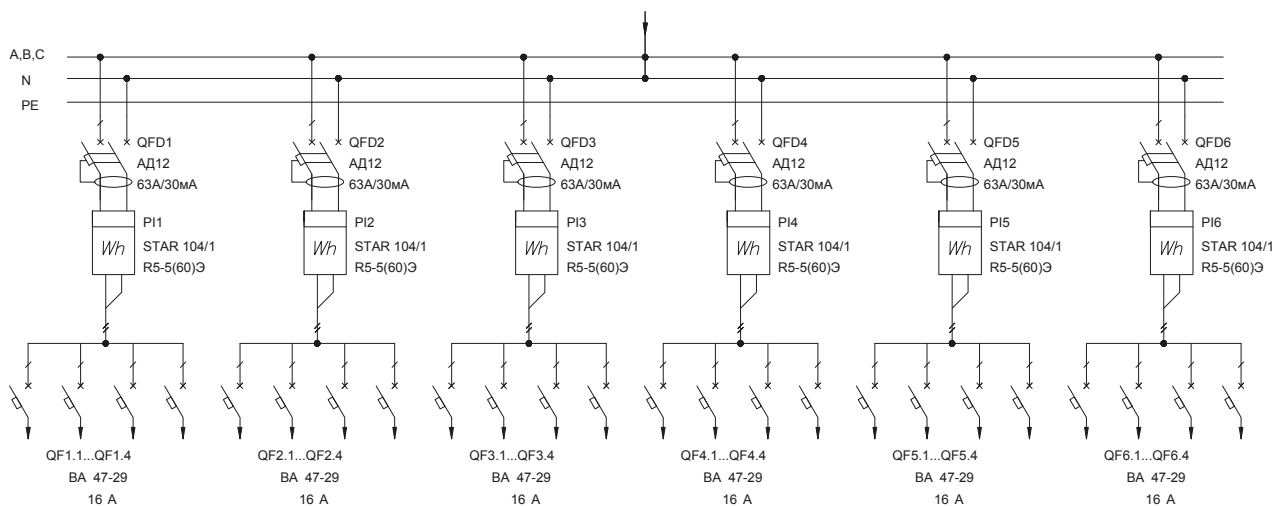 A,B,C
N
PE
QFD1
АД12
63А/30мА
PI1
Wh
STAR 104/1
R5-5(60)Э
QF1.1...QF1.4
ВА 47-29
16 А
QFD2
АД12
63А/30мА
PI2
Wh
STAR 104/1
R5-5(60)Э
QF2.1...QF2.4
ВА 47-29
16 А
QFD3
АД12
63А/30мА
PI3
Wh
STAR 104/1
R5-5(60)Э
QF3.1...QF3.4
ВА 47-29
16 А
QFD4
АД12
63А/30мА
PI4
Wh
STAR 104/1
R5-5(60)Э
QF4.1...QF4.4
ВА 47-29
16 А
QFD5
АД12
63А/30мА
PI5
Wh
STAR 104/1
R5-5(60)Э
QF5.1...QF5.4
ВА 47-29
16 А
QFD6
АД12
63А/30мА
PI6
Wh
STAR 104/1
R5-5(60)Э
QF6.1...QF6.4
ВА 47-29
16 А